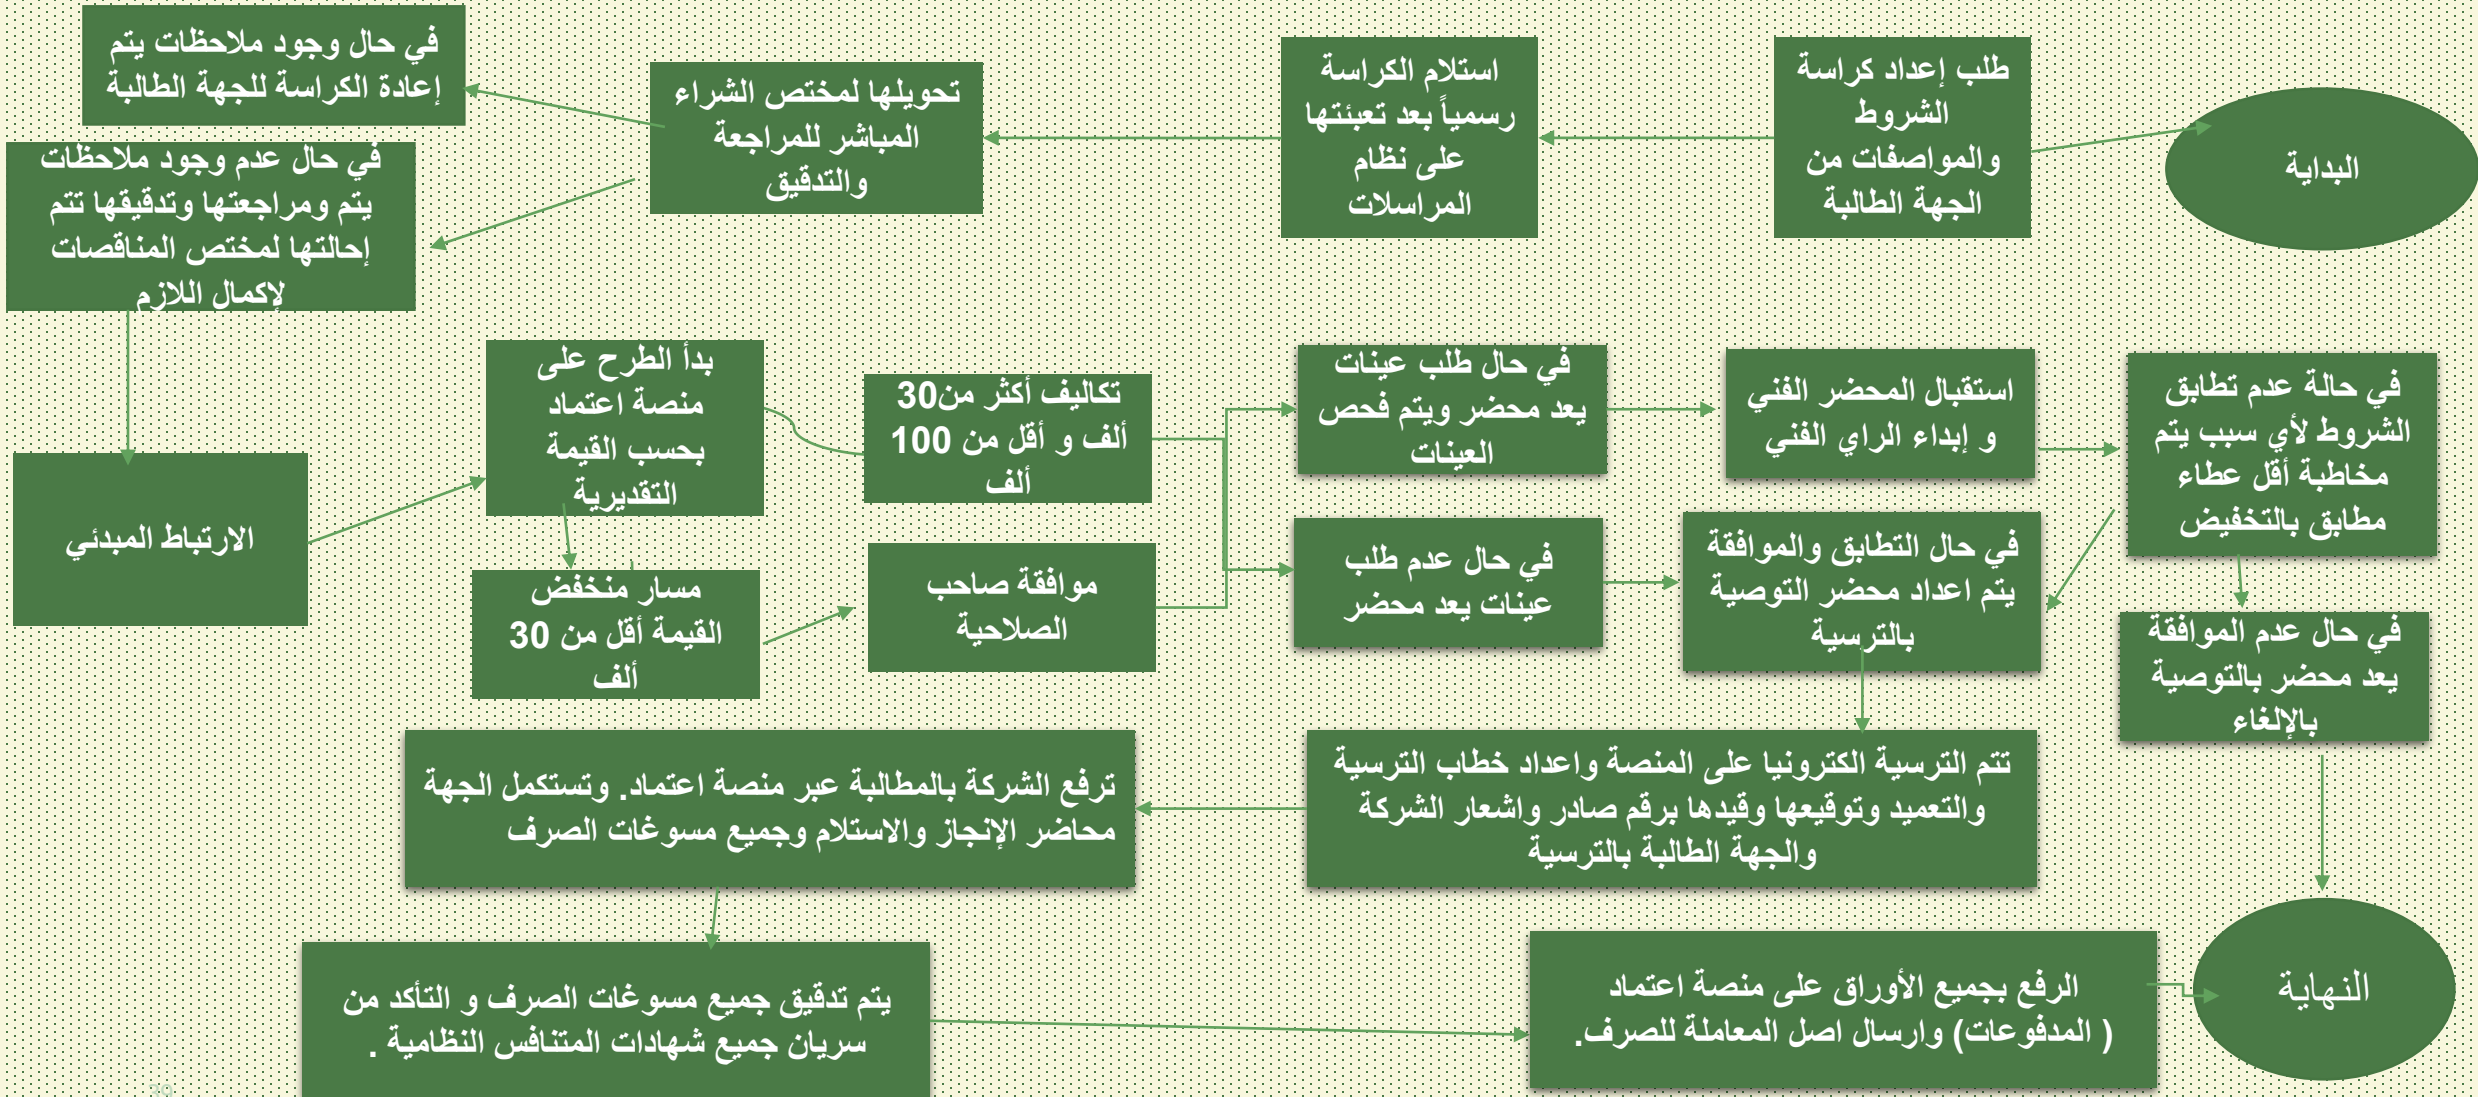 البداية
طلب إعداد كراسة
الشروط
والمواصفات من
الجهة الطالبة
استلام الكراسة
رسمياً بعد تعبئتها
على نظام
المراسلات
تحويلها لمختص الشراء
المباشر للمراجعة
والتدقيق
في حال وجود ملاحظات يتم
إعادة الكراسة للجهة الطالبة
في حال عدم وجود ملاحظات
يتم ومراجعتها وتدقيقها تتم
إحالتها لمختص المناقصات
لإكمال اللازم
الارتباط المبدئي
بدأ الطرح على
منصة اعتماد
بحسب القيمة
التقديرية
مسار منخفض
القيمة أقل من 30
ألف
تكاليف أكثر من30
ألف و أقل من 100
ألف
موافقة صاحب
الصلاحية
في حال طلب عينات
يعد محضر ويتم فحص
العينات
في حال عدم طلب
عينات يعد محضر
استقبال المحضر الفني
و إبداء الراي الفني
في حال التطابق والموافقة
يتم اعداد محضر التوصية
بالترسية
في حالة عدم تطابق
الشروط لأي سبب يتم
مخاطبة أقل عطاء
مطابق بالتخفيض
في حال عدم الموافقة
يعد محضر بالتوصية
بالإلغاء
تتم الترسية الكترونيا على المنصة واعداد خطاب الترسية
والتعميد وتوقيعها وقيدها برقم صادر واشعار الشركة
والجهة الطالبة بالترسية
ترفع الشركة بالمطالبة عبر منصة اعتماد. وتستكمل الجهة
محاضر الإنجاز والاستلام وجميع مسوغات الصرف
يتم تدقيق جميع مسوغات الصرف و التأكد من
سريان جميع شهادات المتنافس النظامية .
الرفع بجميع الأوراق على منصة اعتماد
( المدفوعات) وارسال اصل المعاملة للصرف.
النهاية
39